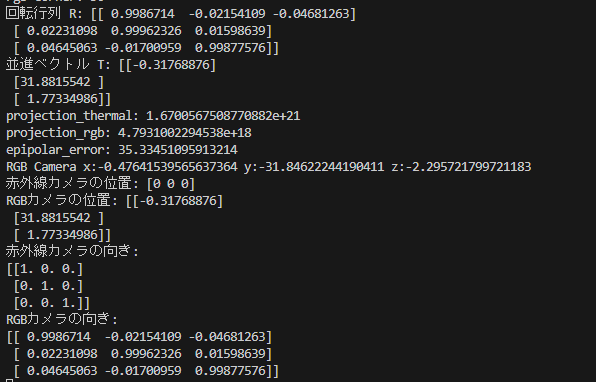 回転行列 R: [[ 0.9986714  -0.02154109 -0.04681263]
 [ 0.02231098  0.99962326  0.01598639]
 [ 0.04645063 -0.01700959  0.99877576]]
並進ベクトル T: [[-0.31768876]
 [31.8815542 ]
 [ 1.77334986]]
projection_thermal: 1.6700567508770882e+21
projection_rgb: 4.7931002294538e+18
epipolar_error: 35.33451095913214
RGB Camera x:-0.47641539565637364 y:-31.84622244190411 z:-2.295721799721183
赤外線カメラの位置: [0 0 0]
RGBカメラの位置: [[-0.31768876]
 [31.8815542 ]
 [ 1.77334986]]
赤外線カメラの向き:
[[1. 0. 0.]
 [0. 1. 0.]
 [0. 0. 1.]]
RGBカメラの向き:
[[ 0.9986714  -0.02154109 -0.04681263]
 [ 0.02231098  0.99962326  0.01598639]
 [ 0.04645063 -0.01700959  0.99877576]]